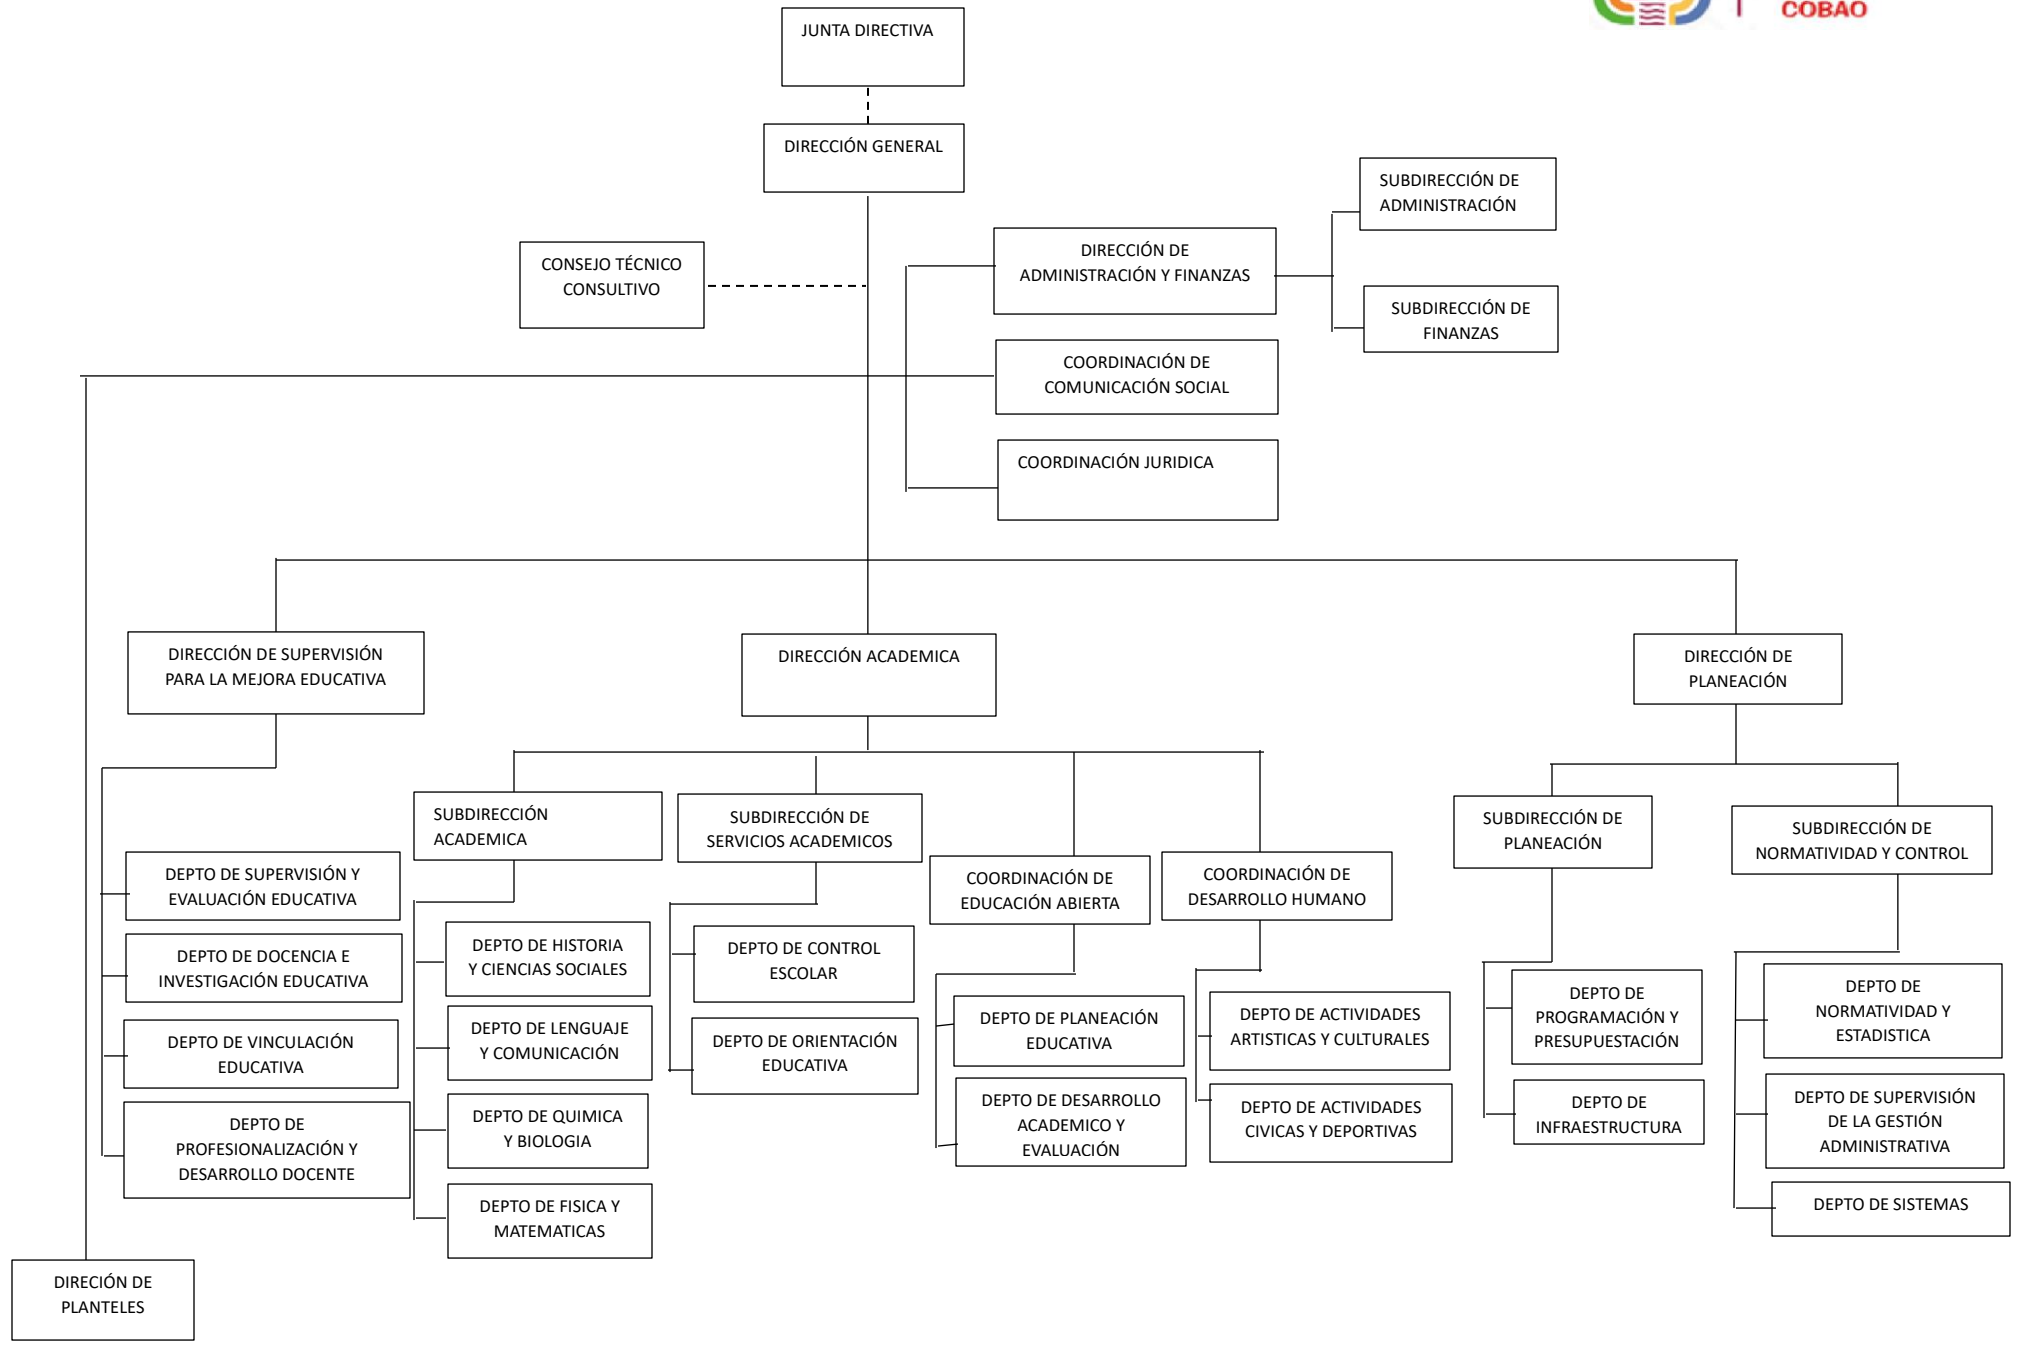 COBAO
JUNTA DIRECTIVA
DIRECCIÓN GENERAL
SUBDIRECCIÓN DE
ADMINISTRACIÓN
CONSEJO TÉCNICO
CONSULTIVO
DIRECCIÓN DE
ADMINISTRACIÓN Y FINANZAS
SUBDIRECCIÓN DE
FINANZAS
COORDINACIÓN DE
COMUNICACIÓN SOCIAL
COORDINACIÓN JURIDICA
DIRECCIÓN DE SUPERVISIÓN
PARA LA MEJORA EDUCATIVA
DIRECCIÓN ACADEMICA
DIRECCIÓN DE
PLANEACIÓN
DEPTO DE SUPERVISIÓN Y
EVALUACIÓN EDUCATIVA
DEPTO DE DOCENCIA E
INVESTIGACIÓN EDUCATIVA
DEPTO DE VINCULACIÓN
EDUCATIVA
DEPTO DE
PROFESIONALIZACIÓN Y
DESARROLLO DOCENTE
SUBDIRECCIÓN
ACADEMICA
DEPTO DE HISTORIA
Y CIENCIAS SOCIALES
DEPTO DE LENGUAJE
Y COMUNICACIÓN
DEPTO DE QUIMICA
Y BIOLOGIA
DEPTO DE FISICA Y
MATEMATICAS
SUBDIRECCIÓN DE
SERVICIOS ACADEMICOS
DEPTO DE CONTROL
ESCOLAR
DEPTO DE ORIENTACIÓN
EDUCATIVA
COORDINACIÓN DE
EDUCACIÓN ABIERTA
DEPTO DE PLANEACIÓN
EDUCATIVA
DEPTO DE DESARROLLO
ACADEMICO Y
EVALUACIÓN
COORDINACIÓN DE
DESARROLLO HUMANO
DEPTO DE ACTIVIDADES
ARTISTICAS Y CULTURALES
DEPTO DE ACTIVIDADES
CIVICAS Y DEPORTIVAS
SUBDIRECCIÓN DE
PLANEACIÓN
DEPTO DE
PROGRAMACIÓN Y
PRESUPUESTACIÓN
DEPTO DE
INFRAESTRUCTURA
SUBDIRECCIÓN DE
NORMATIVIDAD Y CONTROL
DEPTO DE
NORMATIVIDAD Y
ESTADISTICA
DEPTO DE SUPERVISIÓN
DE LA GESTIÓN
ADMINISTRATIVA
DEPTO DE SISTEMAS
DIRECIÓN DE
PLANTELES